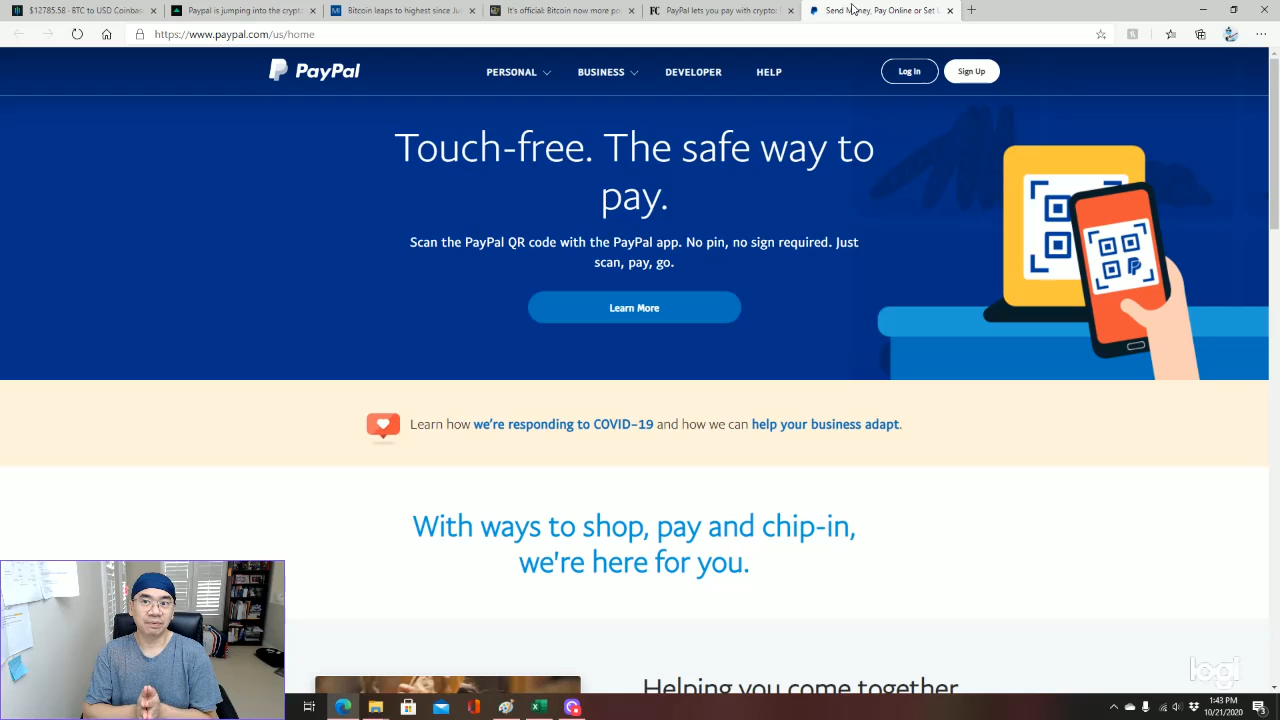 $12785.58 - BTC to USD Coinbas
PayPal is jumping into the crypto
Bitcoin leaps to highest since Ju
It's official: Bitcoin now more po
PayPal lets you pay with crypto:
Send Money, Pay Online or Set U
https://www.paypal.com/us/home
PayPal
PERSONAL
BUSINESS
DEVELOPER
HELP
Log In
Sign Up
Touch-free. The safe way to
pay.
Scan the PayPal QR code with the PayPal app. No pin, no sign required. Just
scan, pay, go.
Learn More
Learn how we're responding to COVID-19 and how we can help your business adapt.
With ways to shop, pay and chip-in,
we're here for you.
Helping you come together
logi
1:43 PM
10/21/2020